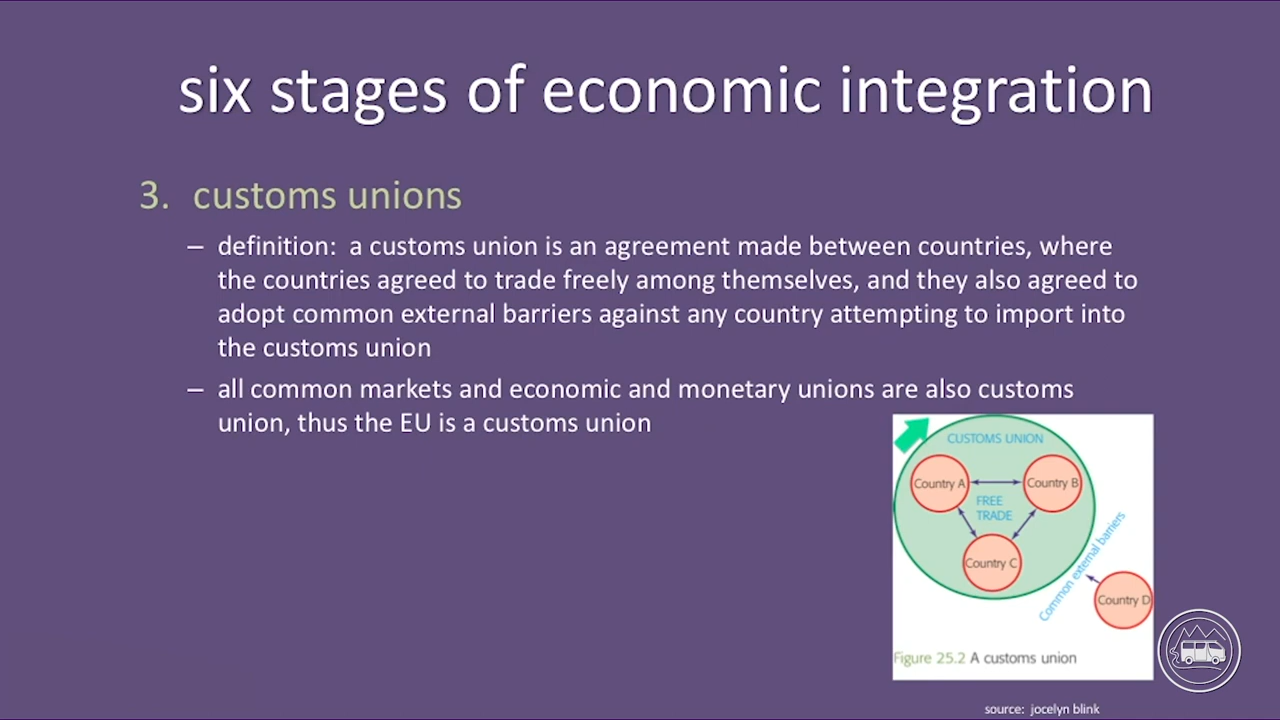 six stages of economic integration
3. customs unions
– definition: a customs union is an agreement made between countries, where
the countries agreed to trade freely among themselves, and they also agreed to
adopt common external barriers against any country attempting to import into
the customs union
– all common markets and economic and monetary unions are also customs
union, thus the EU is a customs union
CUSTOMS UNION
Country A
Country B
FREE
TRADE
Country C
Common external barriers
Country D
Figure 25.2 A customs union
source: jocelyn blink